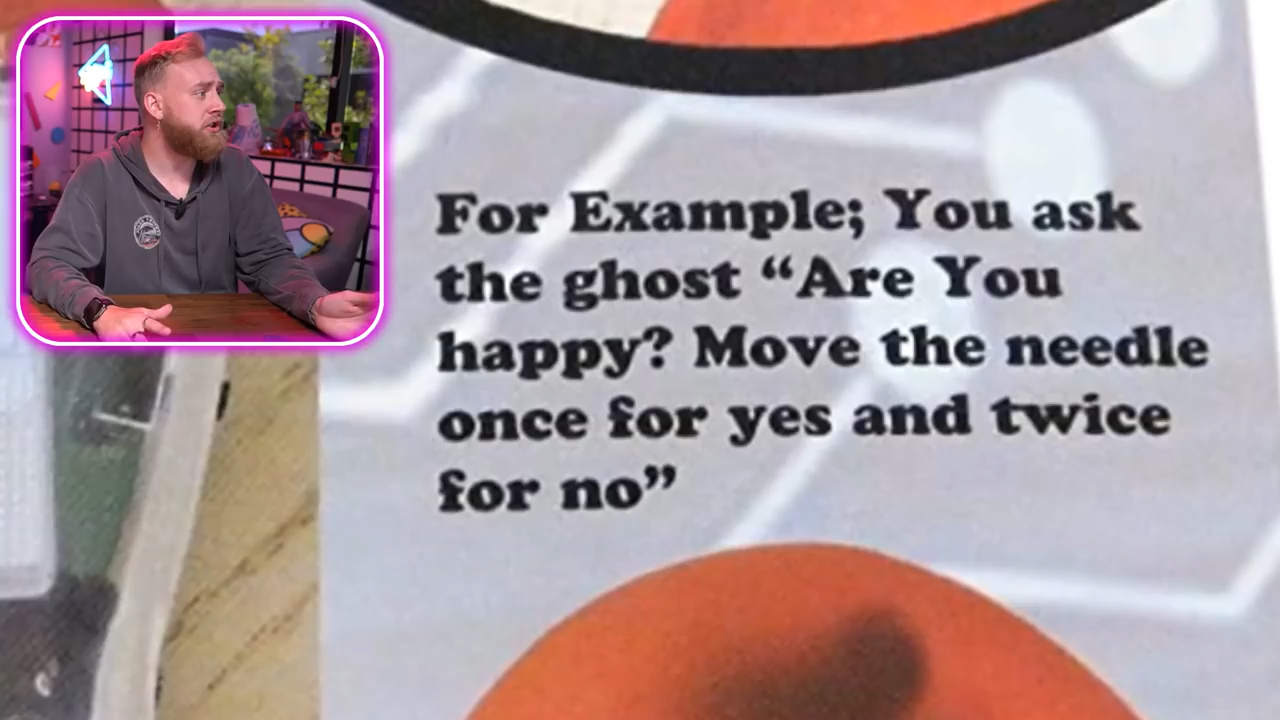 For Example; You ask
the ghost “Are You
happy? Move the needle
once for yes and twice
for no”